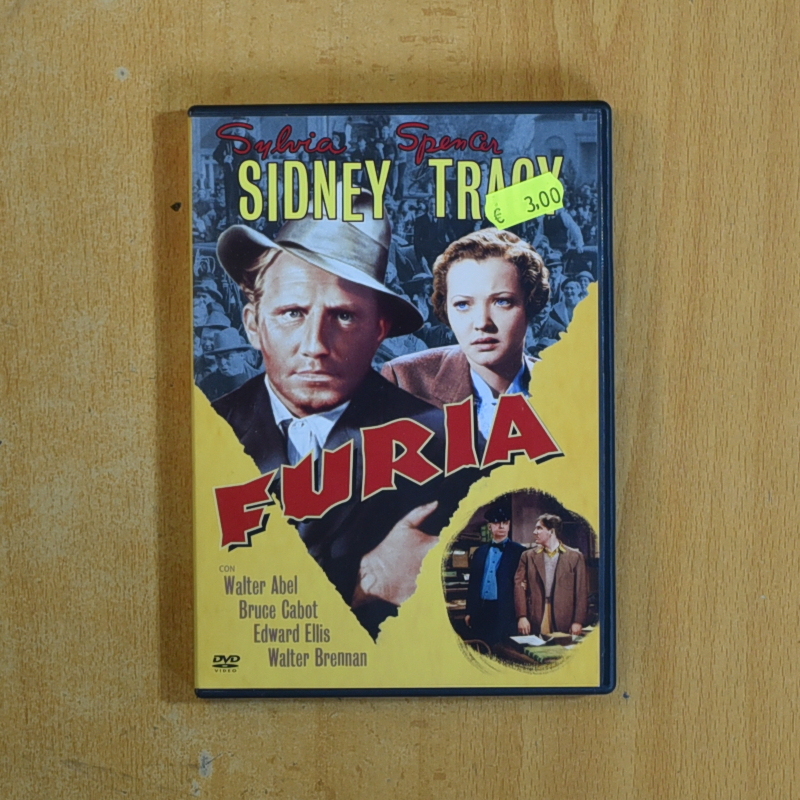 Sylvia Spencer
SIDNEY TRACY
€ 3,00
FURIA
CON
Walter Abel
Bruce Cabot
Edward Ellis
Walter Brennan
DVD
VIDEO